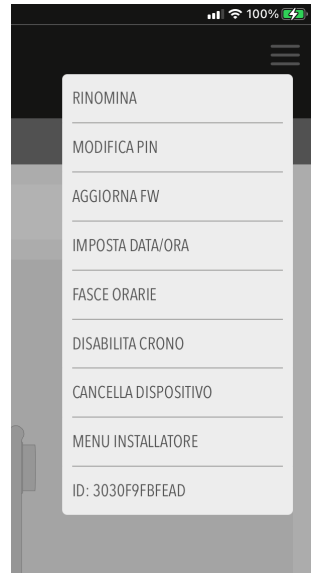 100%
RINOMINA
MODIFICA PIN
AGGIORNA FW
IMPOSTA DATA/ORA
FASCE ORARIE
DISABILITA CRONO
CANCELLA DISPOSITIVO
MENU INSTALLATORE
ID: 3030F9FBFEAD